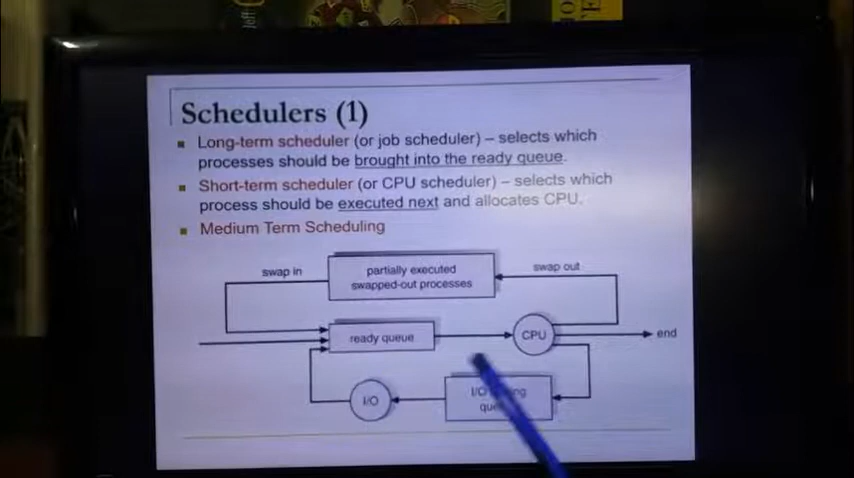 Schedulers (1)
Long-term scheduler (or job scheduler) – selects which
processes should be brought into the ready queue.
Short-term scheduler (or CPU scheduler) – selects which
process should be executed next and allocates CPU.
Medium Term Scheduling
swap in
partially executed
swapped-out processes
swap out
ready queue
CPU
end
I/O
I/O